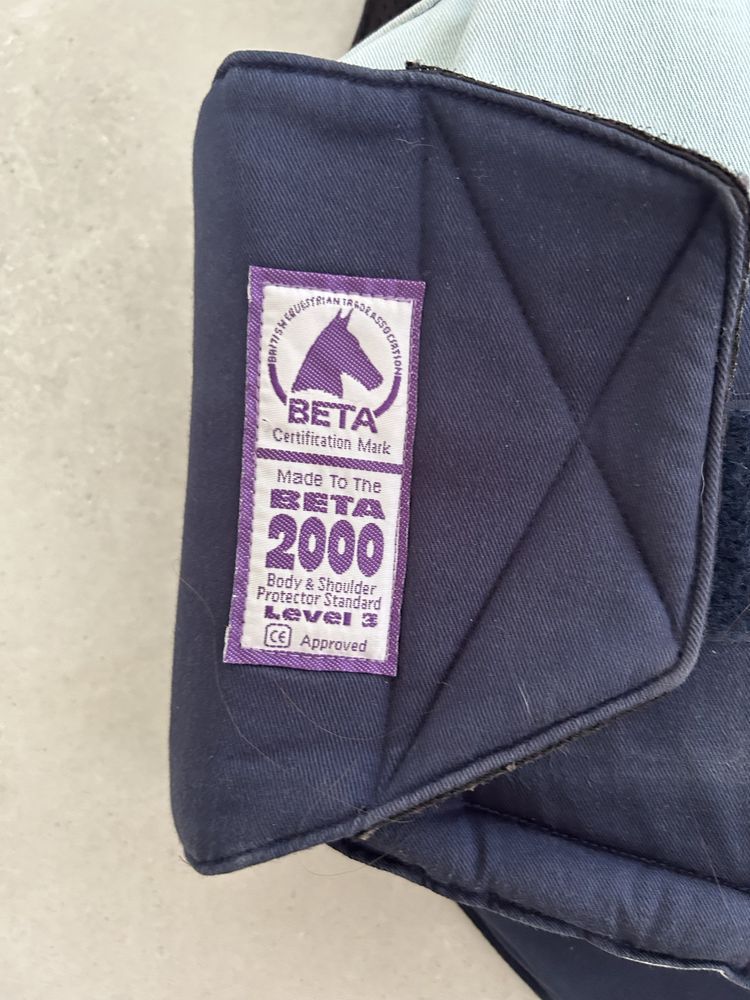 BRITISH EQUESTRIAN TRADE ASSOCIATION
BETA
Certification Mark
Made To The
BETA
2000
Body & Shoulder
Protector Standard
Level 3
CE Approved